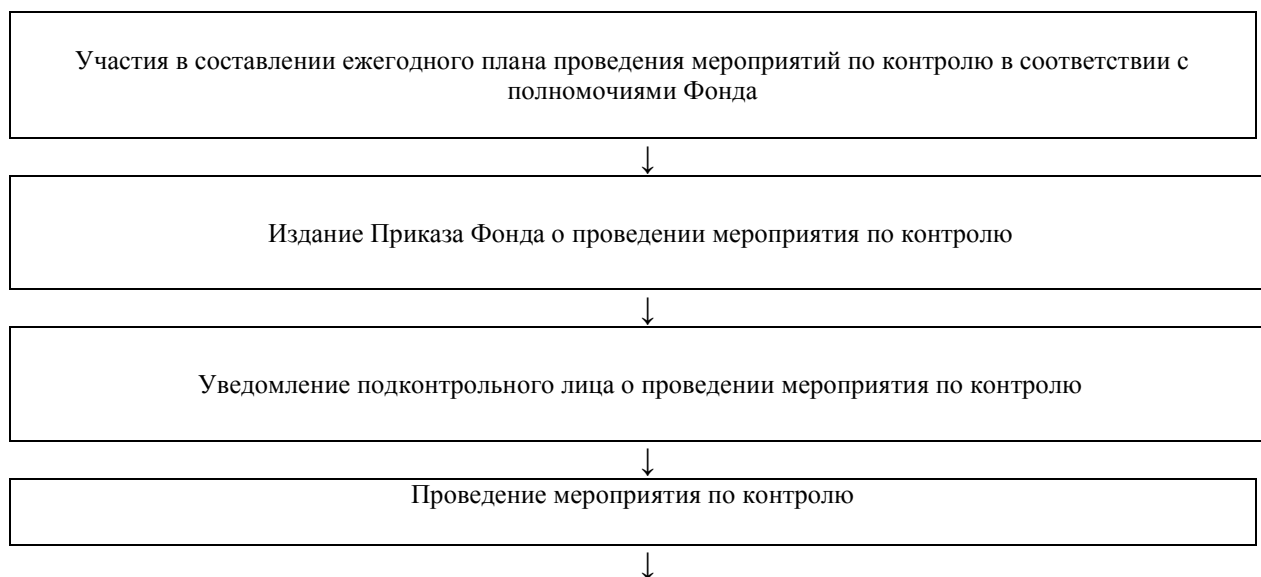 Участия в составлении ежегодного плана проведения мероприятий по контролю в соответствии с
полномочиями Фонда
↓
Издание Приказа Фонда о проведении мероприятия по контролю
↓
Уведомление подконтрольного лица о проведении мероприятия по контролю
↓
Проведение мероприятия по контролю
↓